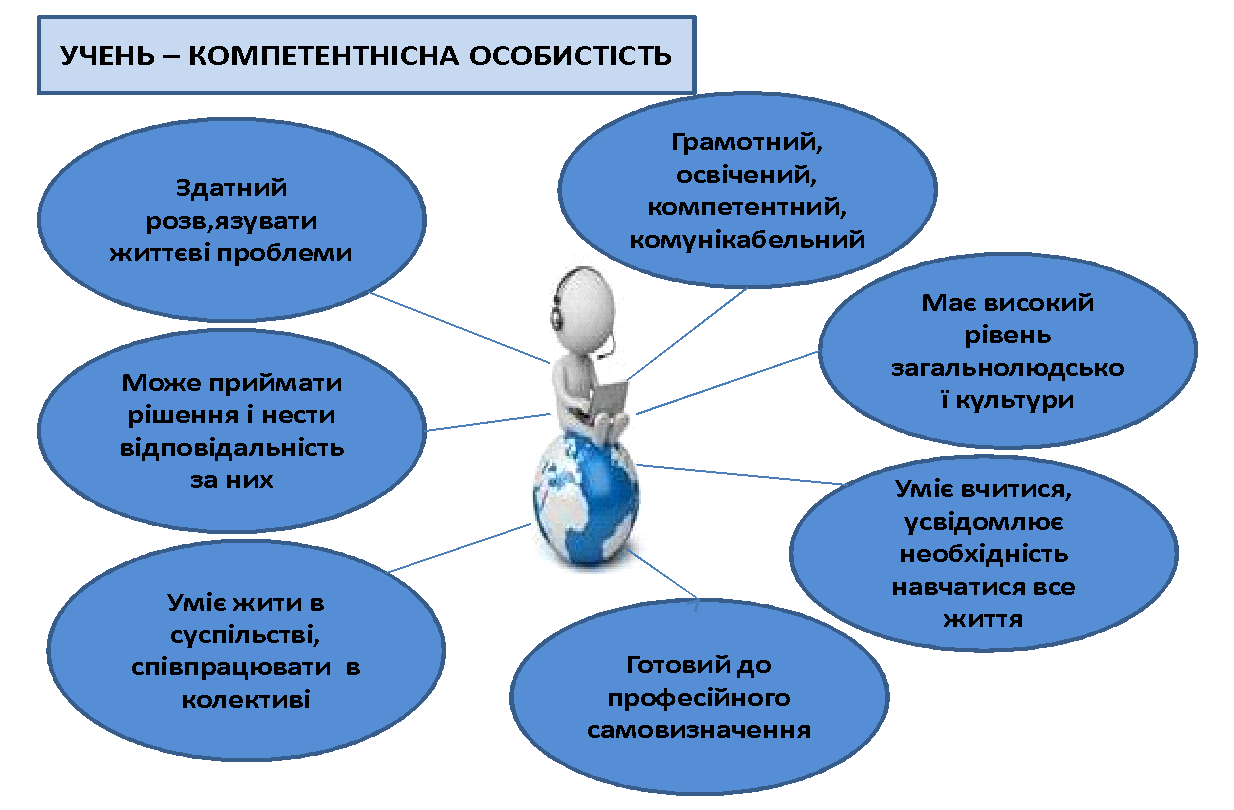 УЧЕНЬ – КОМПЕТЕНТНІСНА ОСОБИСТІСТЬ
Здатний
розв,язувати
життєві проблеми
Грамотний,
освічений,
компетентний,
комунікабельний
Має високий
рівень
загальнолюдсько
ї культури
Може приймати
рішення і нести
відповідальність
за них
Уміє вчитися,
усвідомлює
необхідність
навчатися все
життя
Уміє жити в
суспільстві,
співпрацювати в
колективі
Готовий до
професійного
самовизначення